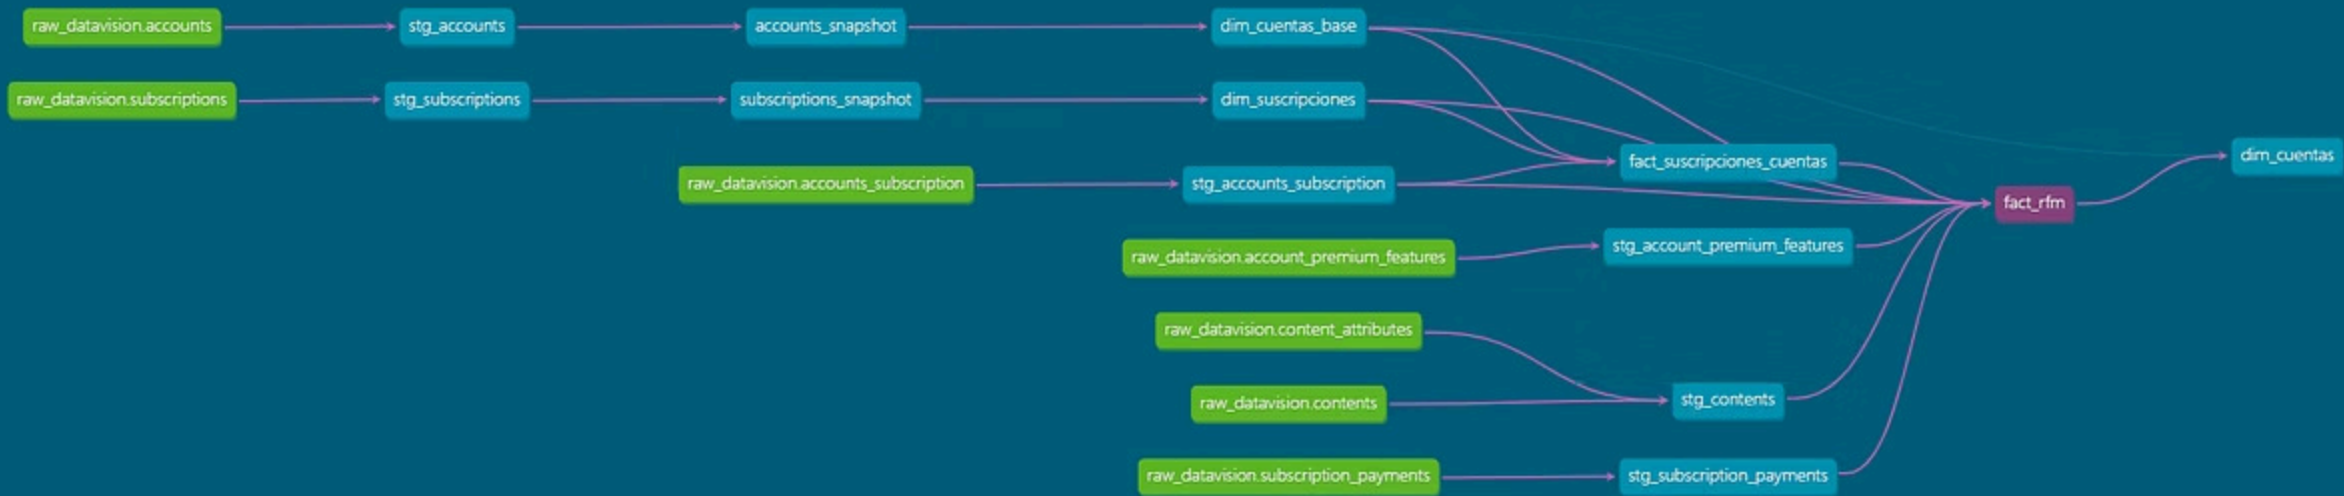 raw_datavision.accounts
stg_accounts
accounts_snapshot
dim_cuentas_base
raw_datavision.subscriptions
stg_subscriptions
subscriptions_snapshot
dim_suscripciones
fact_suscripciones_cuentas
dim_cuentas
raw_datavision.accounts_subscription
stg_accounts_subscription
fact_rfm
raw_datavision.account_premium_features
stg_account_premium_features
raw_datavision.content_attributes
raw_datavision.contents
stg_contents
raw_datavision.subscription_payments
stg_subscription_payments